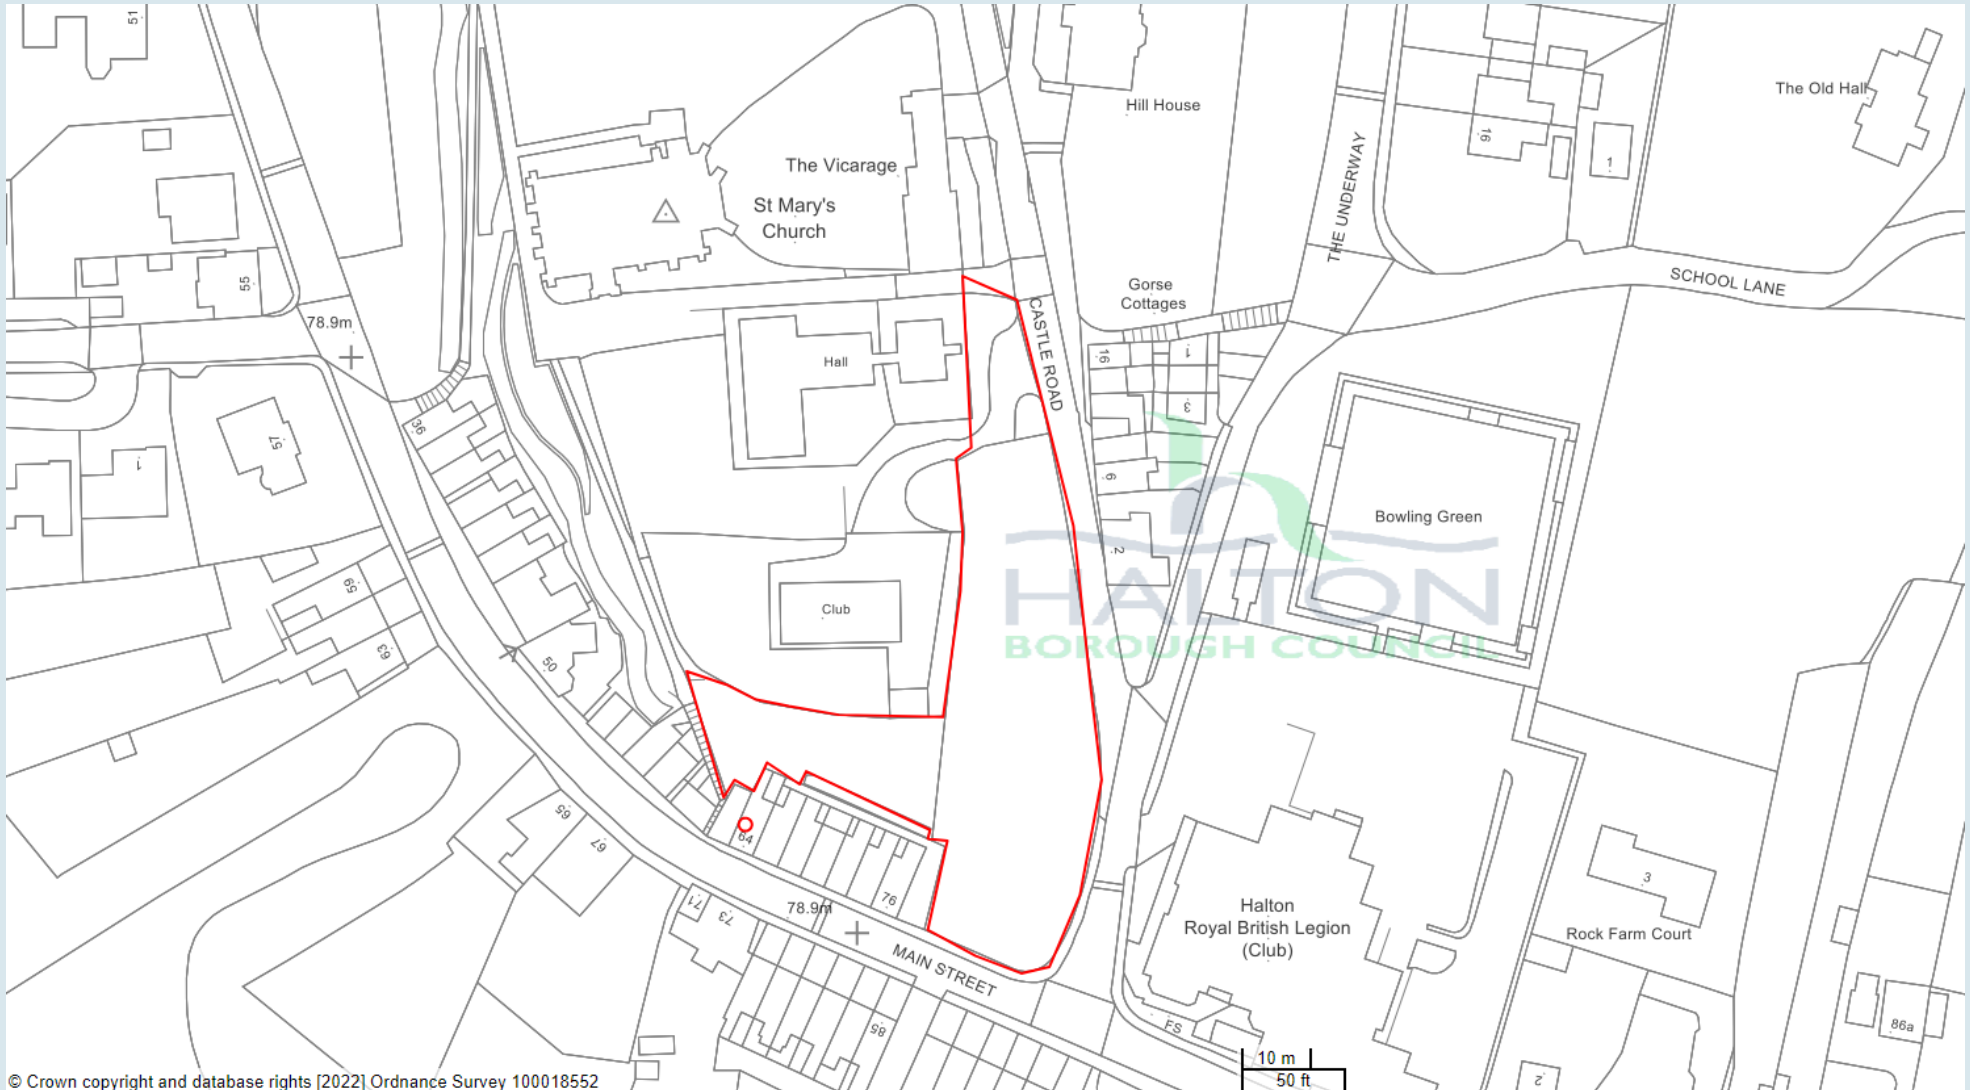 51
The Old Hall
Hill House
16
1
THE UNDERWAY
The Vicarage
St Mary's
Church
SCHOOL LANE
55
Gorse
Cottages
78.9m
CASTLE ROAD
Hall
16
1
3
36
57
1
6
Bowling Green
2
59
HALTON
BOROUGH COUNCIL
Club
63
50
64
65
67
76
71
73
78.9m
MAIN STREET
85
Halton
Royal British Legion
(Club)
3
Rock Farm Court
FS
86a
2
10 m
50 ft
© Crown copyright and database rights [2022] Ordnance Survey 100018552